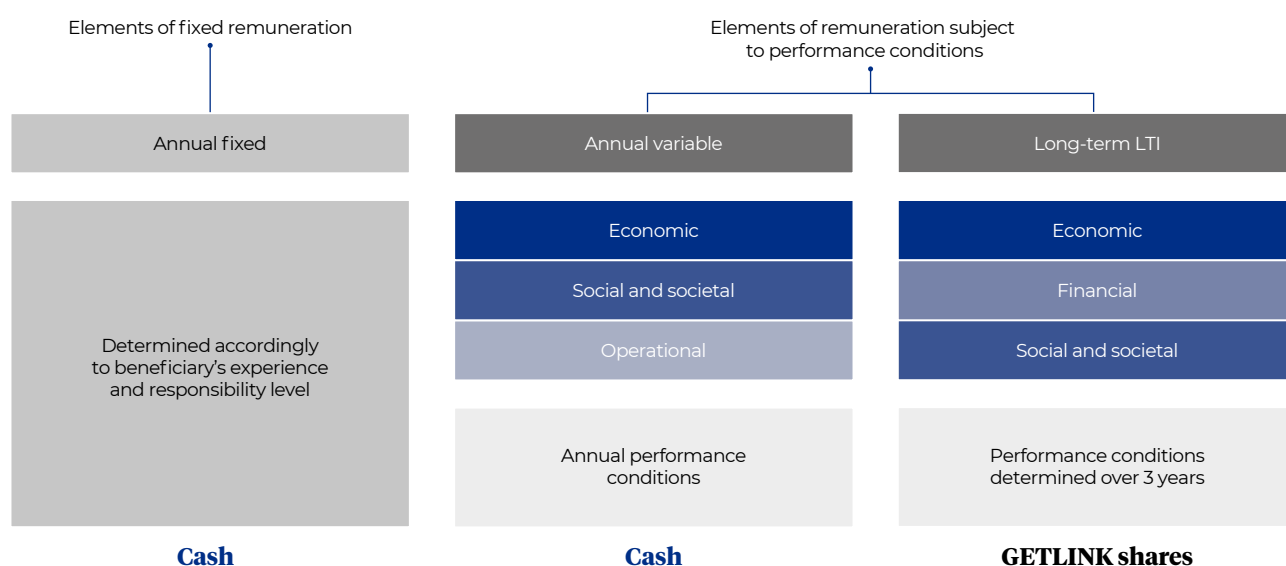 Elements of fixed remuneration
Elements of remuneration subject
to performance conditions
Annual fixed
Annual variable
Long-term LTI
Determined accordingly
to beneficiary's experience
and responsibility level
Economic
Social and societal
Operational
Economic
Financial
Social and societal
Annual performance
conditions
Performance conditions
determined over 3 years
Cash
Cash
GETLINK shares